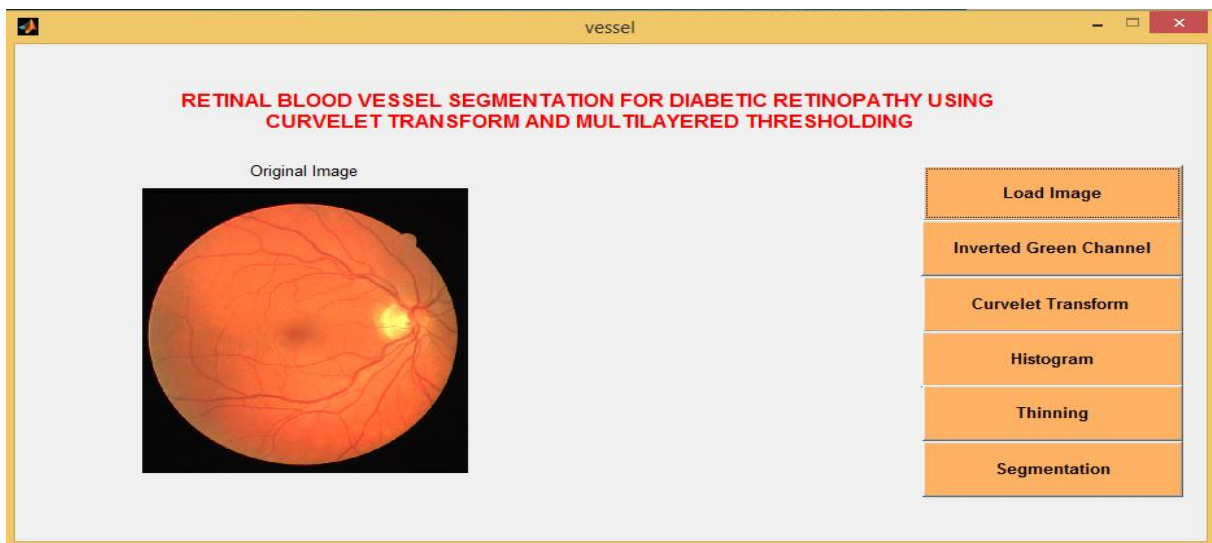 vessel
RETINAL BLOOD VESSEL SEGMENTATION FOR DIABETIC RETINOPATHY USING
CURVELET TRANSFORM AND MULTILAYERED THRESHOLDING
Original Image
Load Image
Inverted Green Channel
Curvelet Transform
Histogram
Thinning
Segmentation